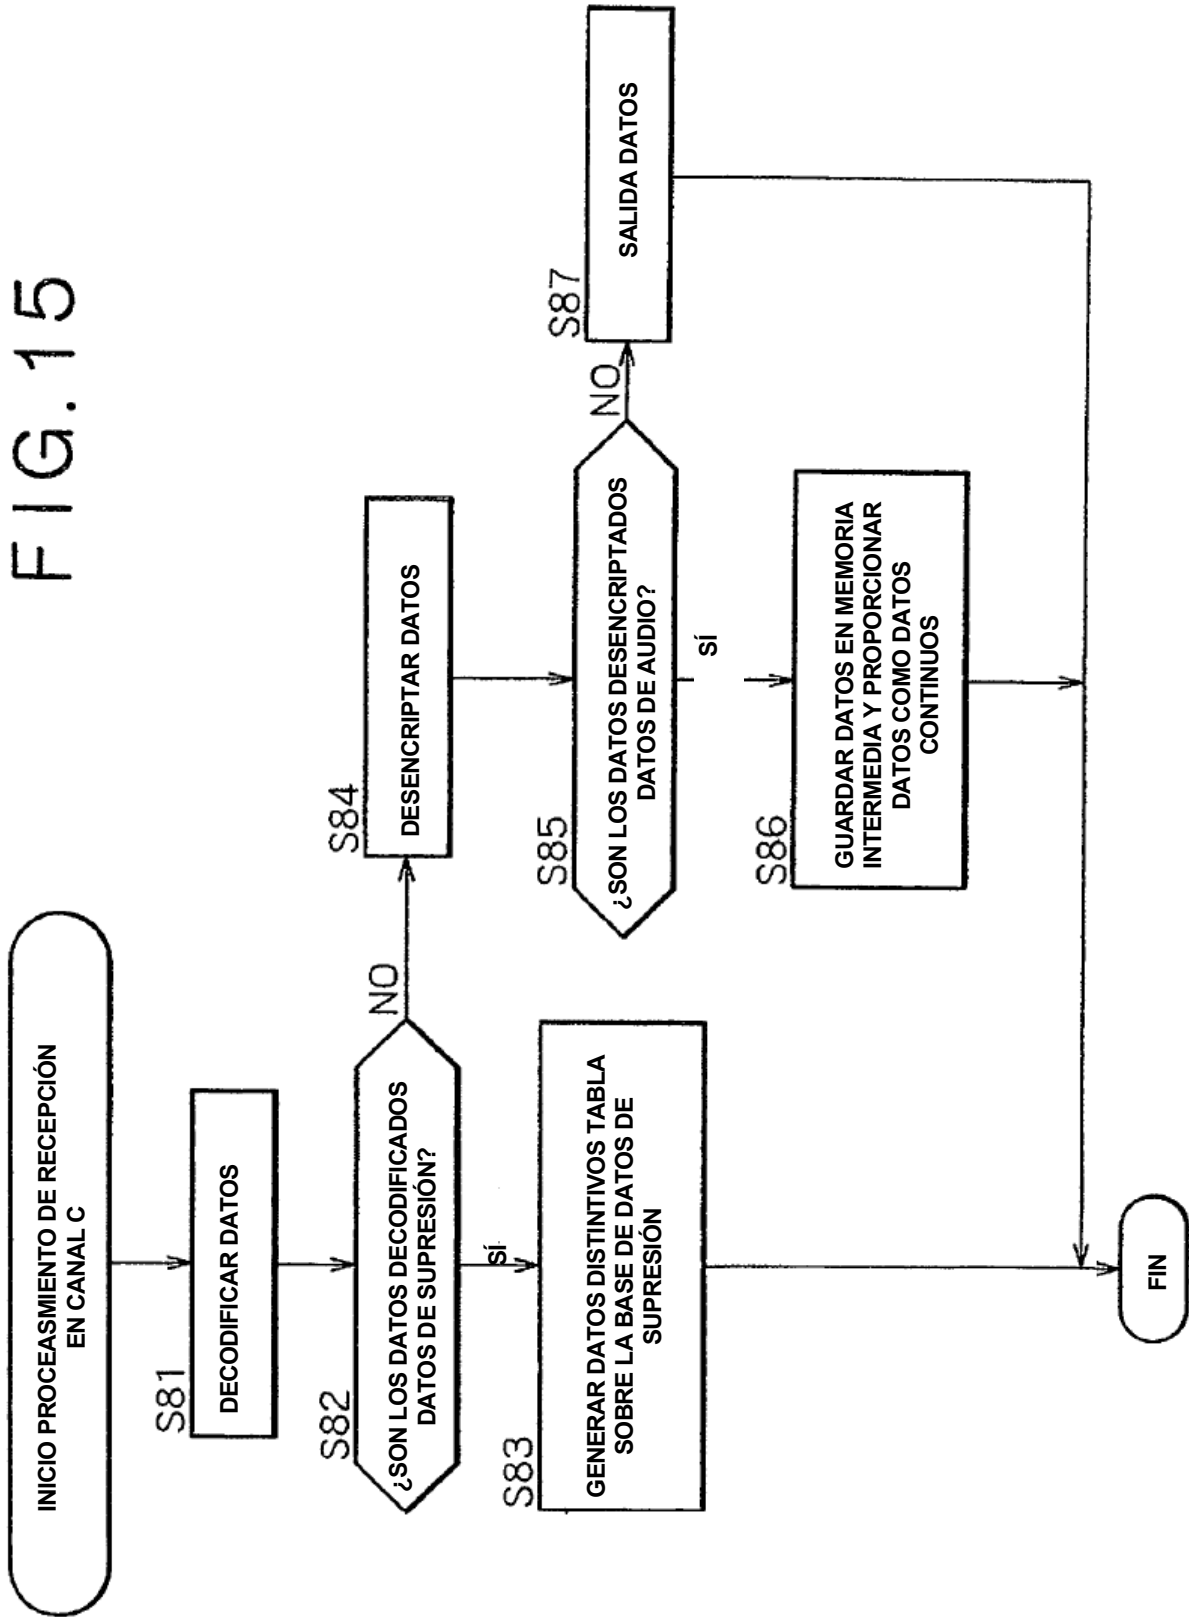 FIG.15
INICIO PROCEASMIENTO DE RECEPCIÓN
EN CANAL C
S81
DECODIFICAR DATOS
S82
¿SON LOS DATOS DECODIFICADOS
DATOS DE SUPRESIÓN?
NO
SÍ
S83
GENERAR DATOS DISTINTIVOS TABLA
SOBRE LA BASE DE DATOS DE
SUPRESIÓN
S84
DESENCRIPTAR DATOS
S85
¿SON LOS DATOS DESENCRIPTADOS
DATOS DE AUDIO?
NO
SÍ
S86
GUARDAR DATOS EN MEMORIA
INTERMEDIA Y PROPORCIONAR
DATOS COMO DATOS
CONTINUOS
S87
SALIDA DATOS
FIN